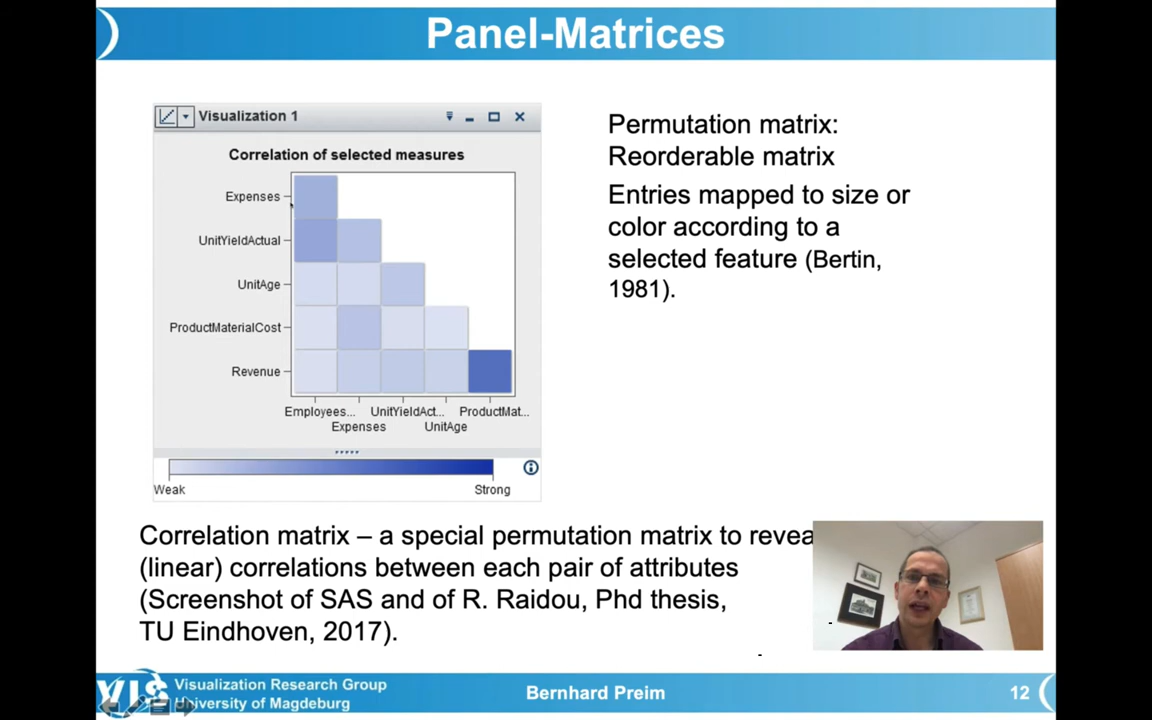 Panel-Matrices
Visualization 1
Correlation of selected measures
Expenses
UnitYieldActual
UnitAge
ProductMaterialCost
Revenue
Employees... UnitYieldAct... ProductMat...
Expenses UnitAge
Weak Strong
Permutation matrix:
Reorderable matrix
Entries mapped to size or
color according to a
selected feature (Bertin,
1981).
Correlation matrix – a special permutation matrix to revea
(linear) correlations between each pair of attributes
(Screenshot of SAS and of R. Raidou, Phd thesis,
TU Eindhoven, 2017).
VIS
Visualization Research Group
University of Magdeburg
Bernhard Preim
12